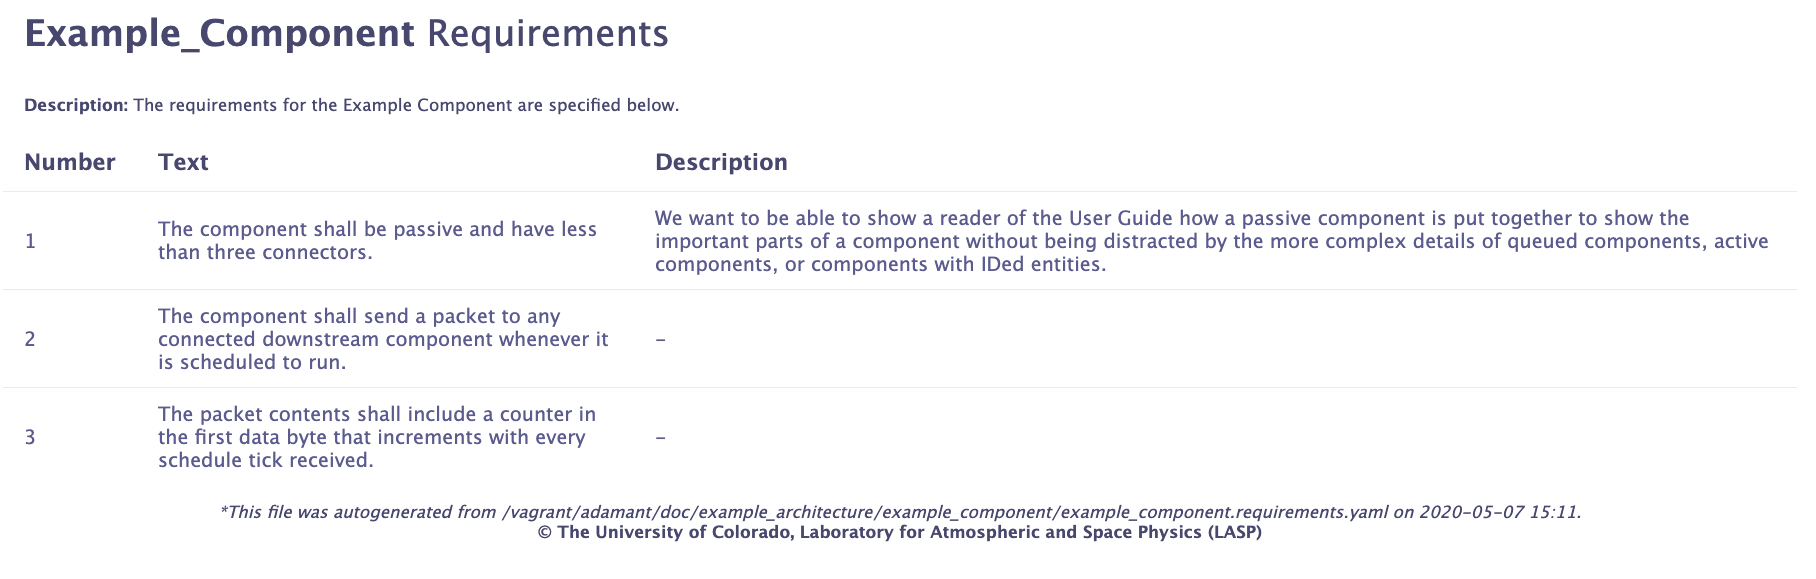 Example_Component Requirements
Description: The requirements for the Example Component are specified below.
Number Text Description
1
The component shall be passive and have less
than three connectors.
We want to be able to show a reader of the User Guide how a passive component is put together to show the
important parts of a component without being distracted by the more complex details of queued components, active
components, or components with IDed entities.
2
The component shall send a packet to any
connected downstream component whenever it
is scheduled to run.
–
3
The packet contents shall include a counter in
the first data byte that increments with every
schedule tick received.
–
*This file was autogenerated from /vagrant/adamant/doc/example_architecture/example_component/example_component.requirements.yaml on 2020-05-07 15:11.
© The University of Colorado, Laboratory for Atmospheric and Space Physics (LASP)